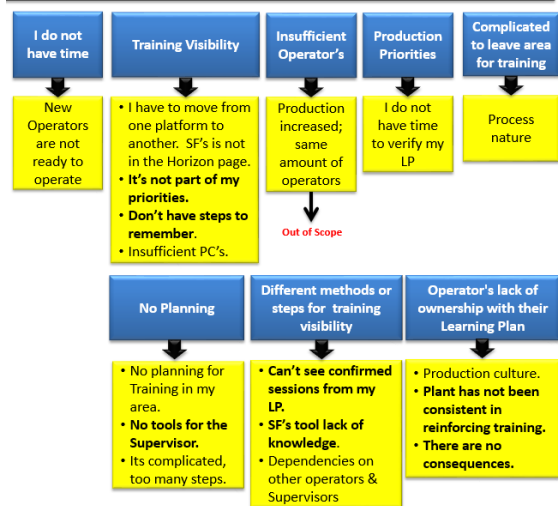 I do not
have time
Training Visibility
Insufficient
Operator's
Production
Priorities
Complicated
to leave area
for training
New
Operators
are not
ready to
operate
• I have to move from
one platform to
another.  SF's is not
in the Horizon page.
• It's not part of my
priorities.
• Don't have steps to
remember.
• Insufficient PC's.
Production
increased;
same
amount of
operators
Out of Scope
I do not
have time
to verify my
LP
Process
nature
No Planning
Different methods or
steps for  training
visibility
Operator's lack of
ownership with their
Learning Plan
• No planning for
Training in my
area.
• No tools for the
Supervisor.
• Its complicated,
too many steps.
• Can't see confirmed
sessions from my
LP.
• SF's tool lack of
knowledge.
• Dependencies on
other operators &
Supervisors
• Production culture.
• Plant has not been
consistent in
reinforcing training.
• There are no
consequences.